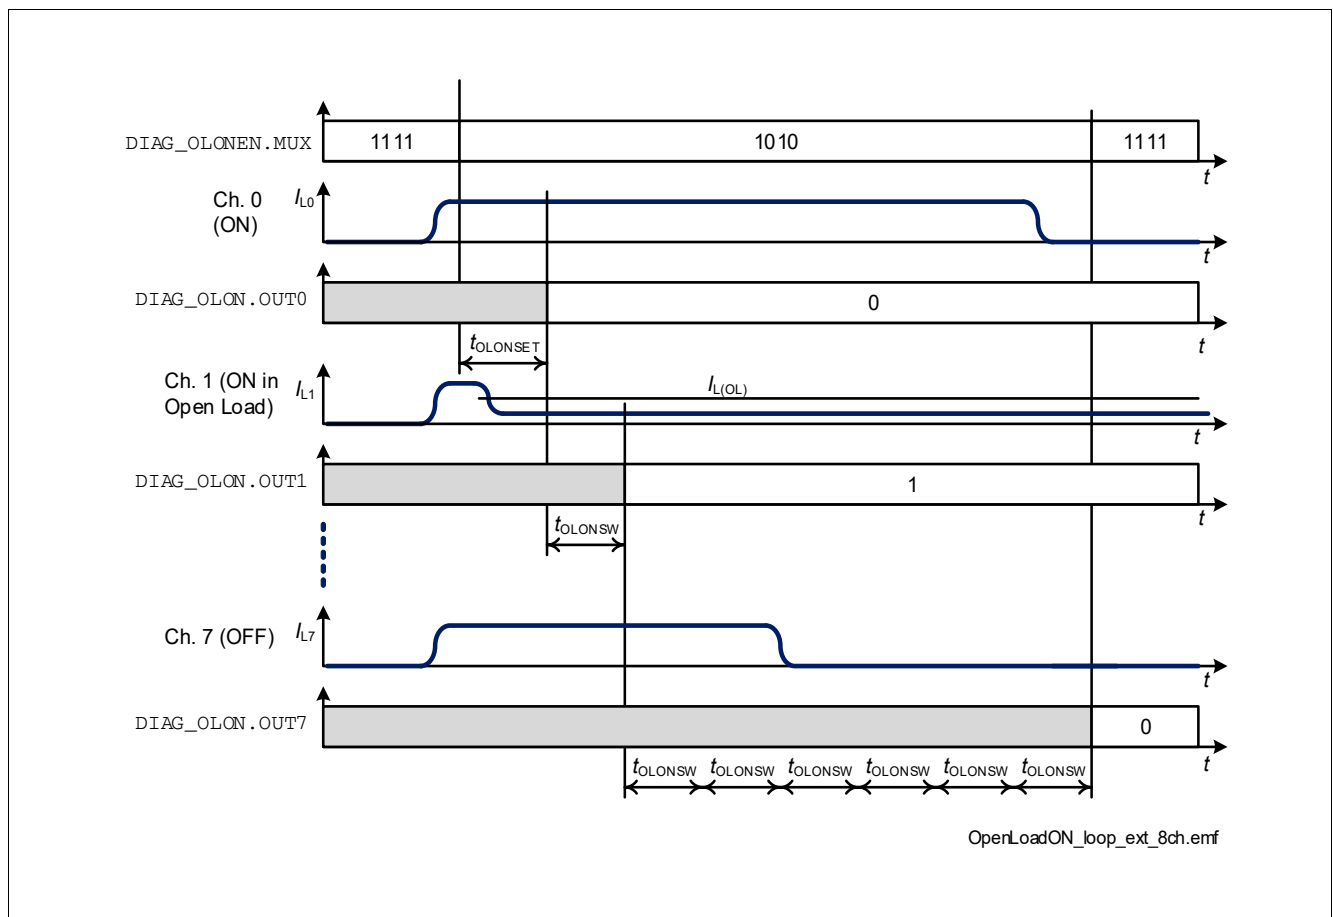 DIAG_OLONEN.MUX
1111
1010
1111
t
Ch. 0
(ON)
IL0
t
DIAG_OLON.OUT0
0
t
tOLONSET
Ch. 1 (ON in
Open Load)
IL1
IL(OL)
t
DIAG_OLON.OUT1
1
t
tOLONSW
Ch. 7 (OFF)
IL7
t
DIAG_OLON.OUT7
0
t
tOLONSW tOLONSW tOLONSW tOLONSW tOLONSW tOLONSW
OpenLoadON_loop_ext_8ch.emf